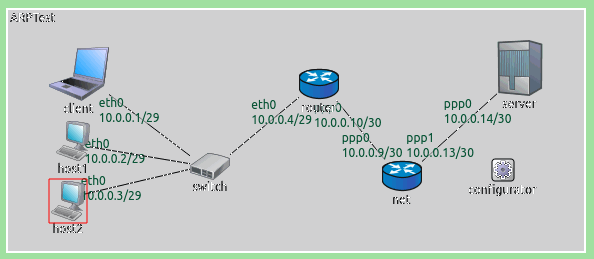 ARPTest
client
eth0
10.0.0.1/29
host1
eth0
10.0.0.2/29
host2
eth0
10.0.0.3/29
switch
eth0
10.0.0.4/29
router
10.0.0.10/30
ppp0
10.0.0.9/30
ppp1
10.0.0.13/30
net
ppp0
10.0.0.14/30
server
configurator